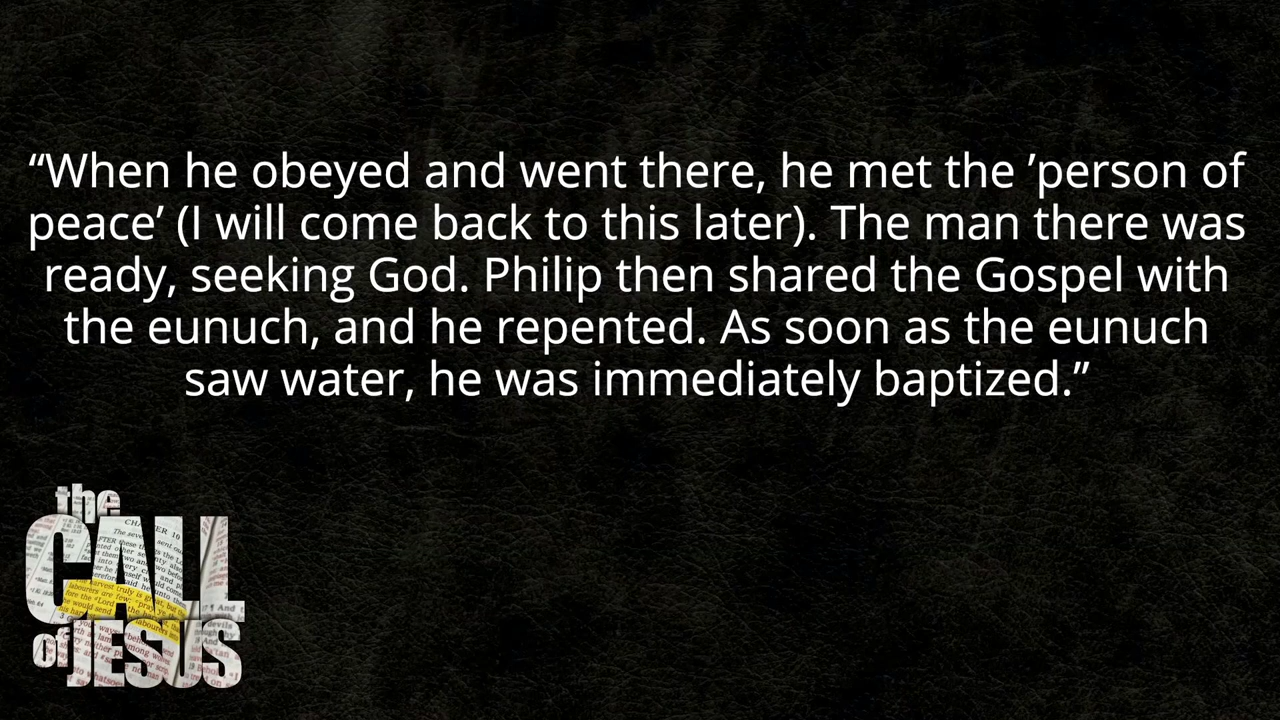 “When he obeyed and went there, he met the ’person of
peace’ (I will come back to this later). The man there was
ready, seeking God. Philip then shared the Gospel with
the eunuch, and he repented. As soon as the eunuch
saw water, he was immediately baptized.”
the
CALL
of JESUS